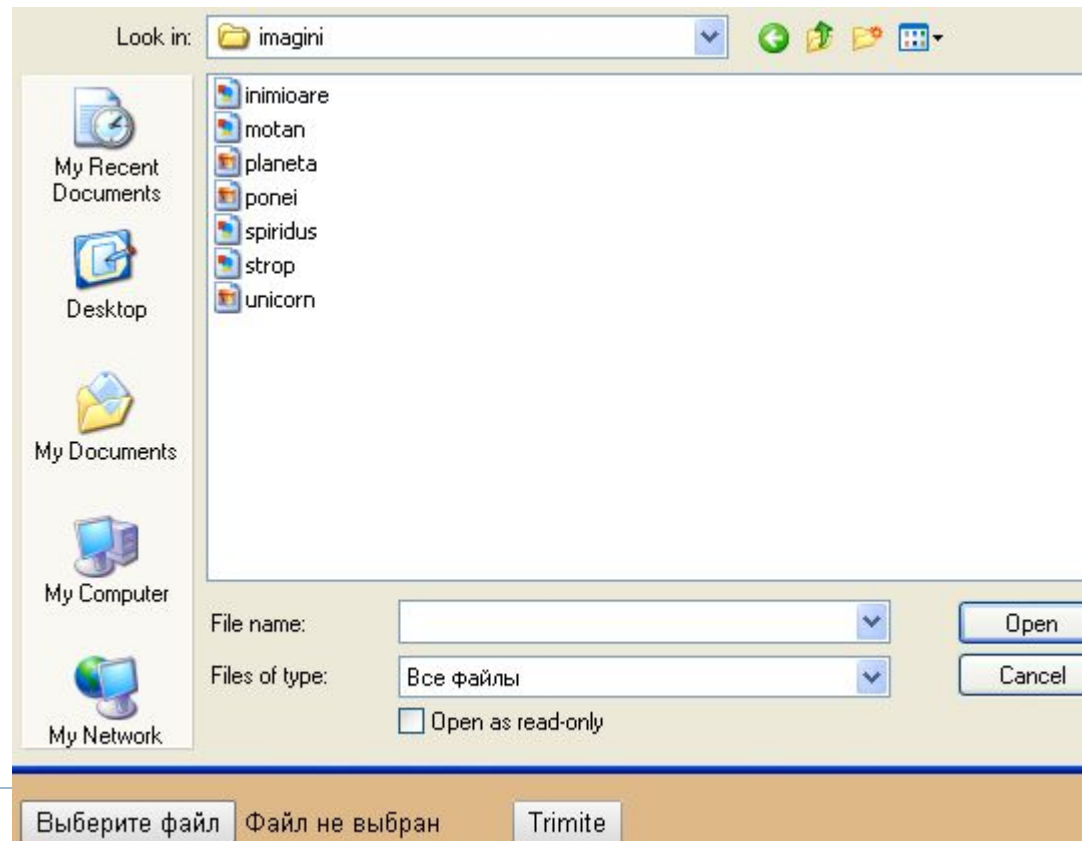 Look in: imagini
inimioare
motan
planeta
ponei
spiridus
strop
unicorn
My Recent
Documents
Desktop
My Documents
My Computer
My Network
File name: Open
Files of type: Все файлы Cancel
Open as read-only
Выберите файл Файл не выбран Trimite